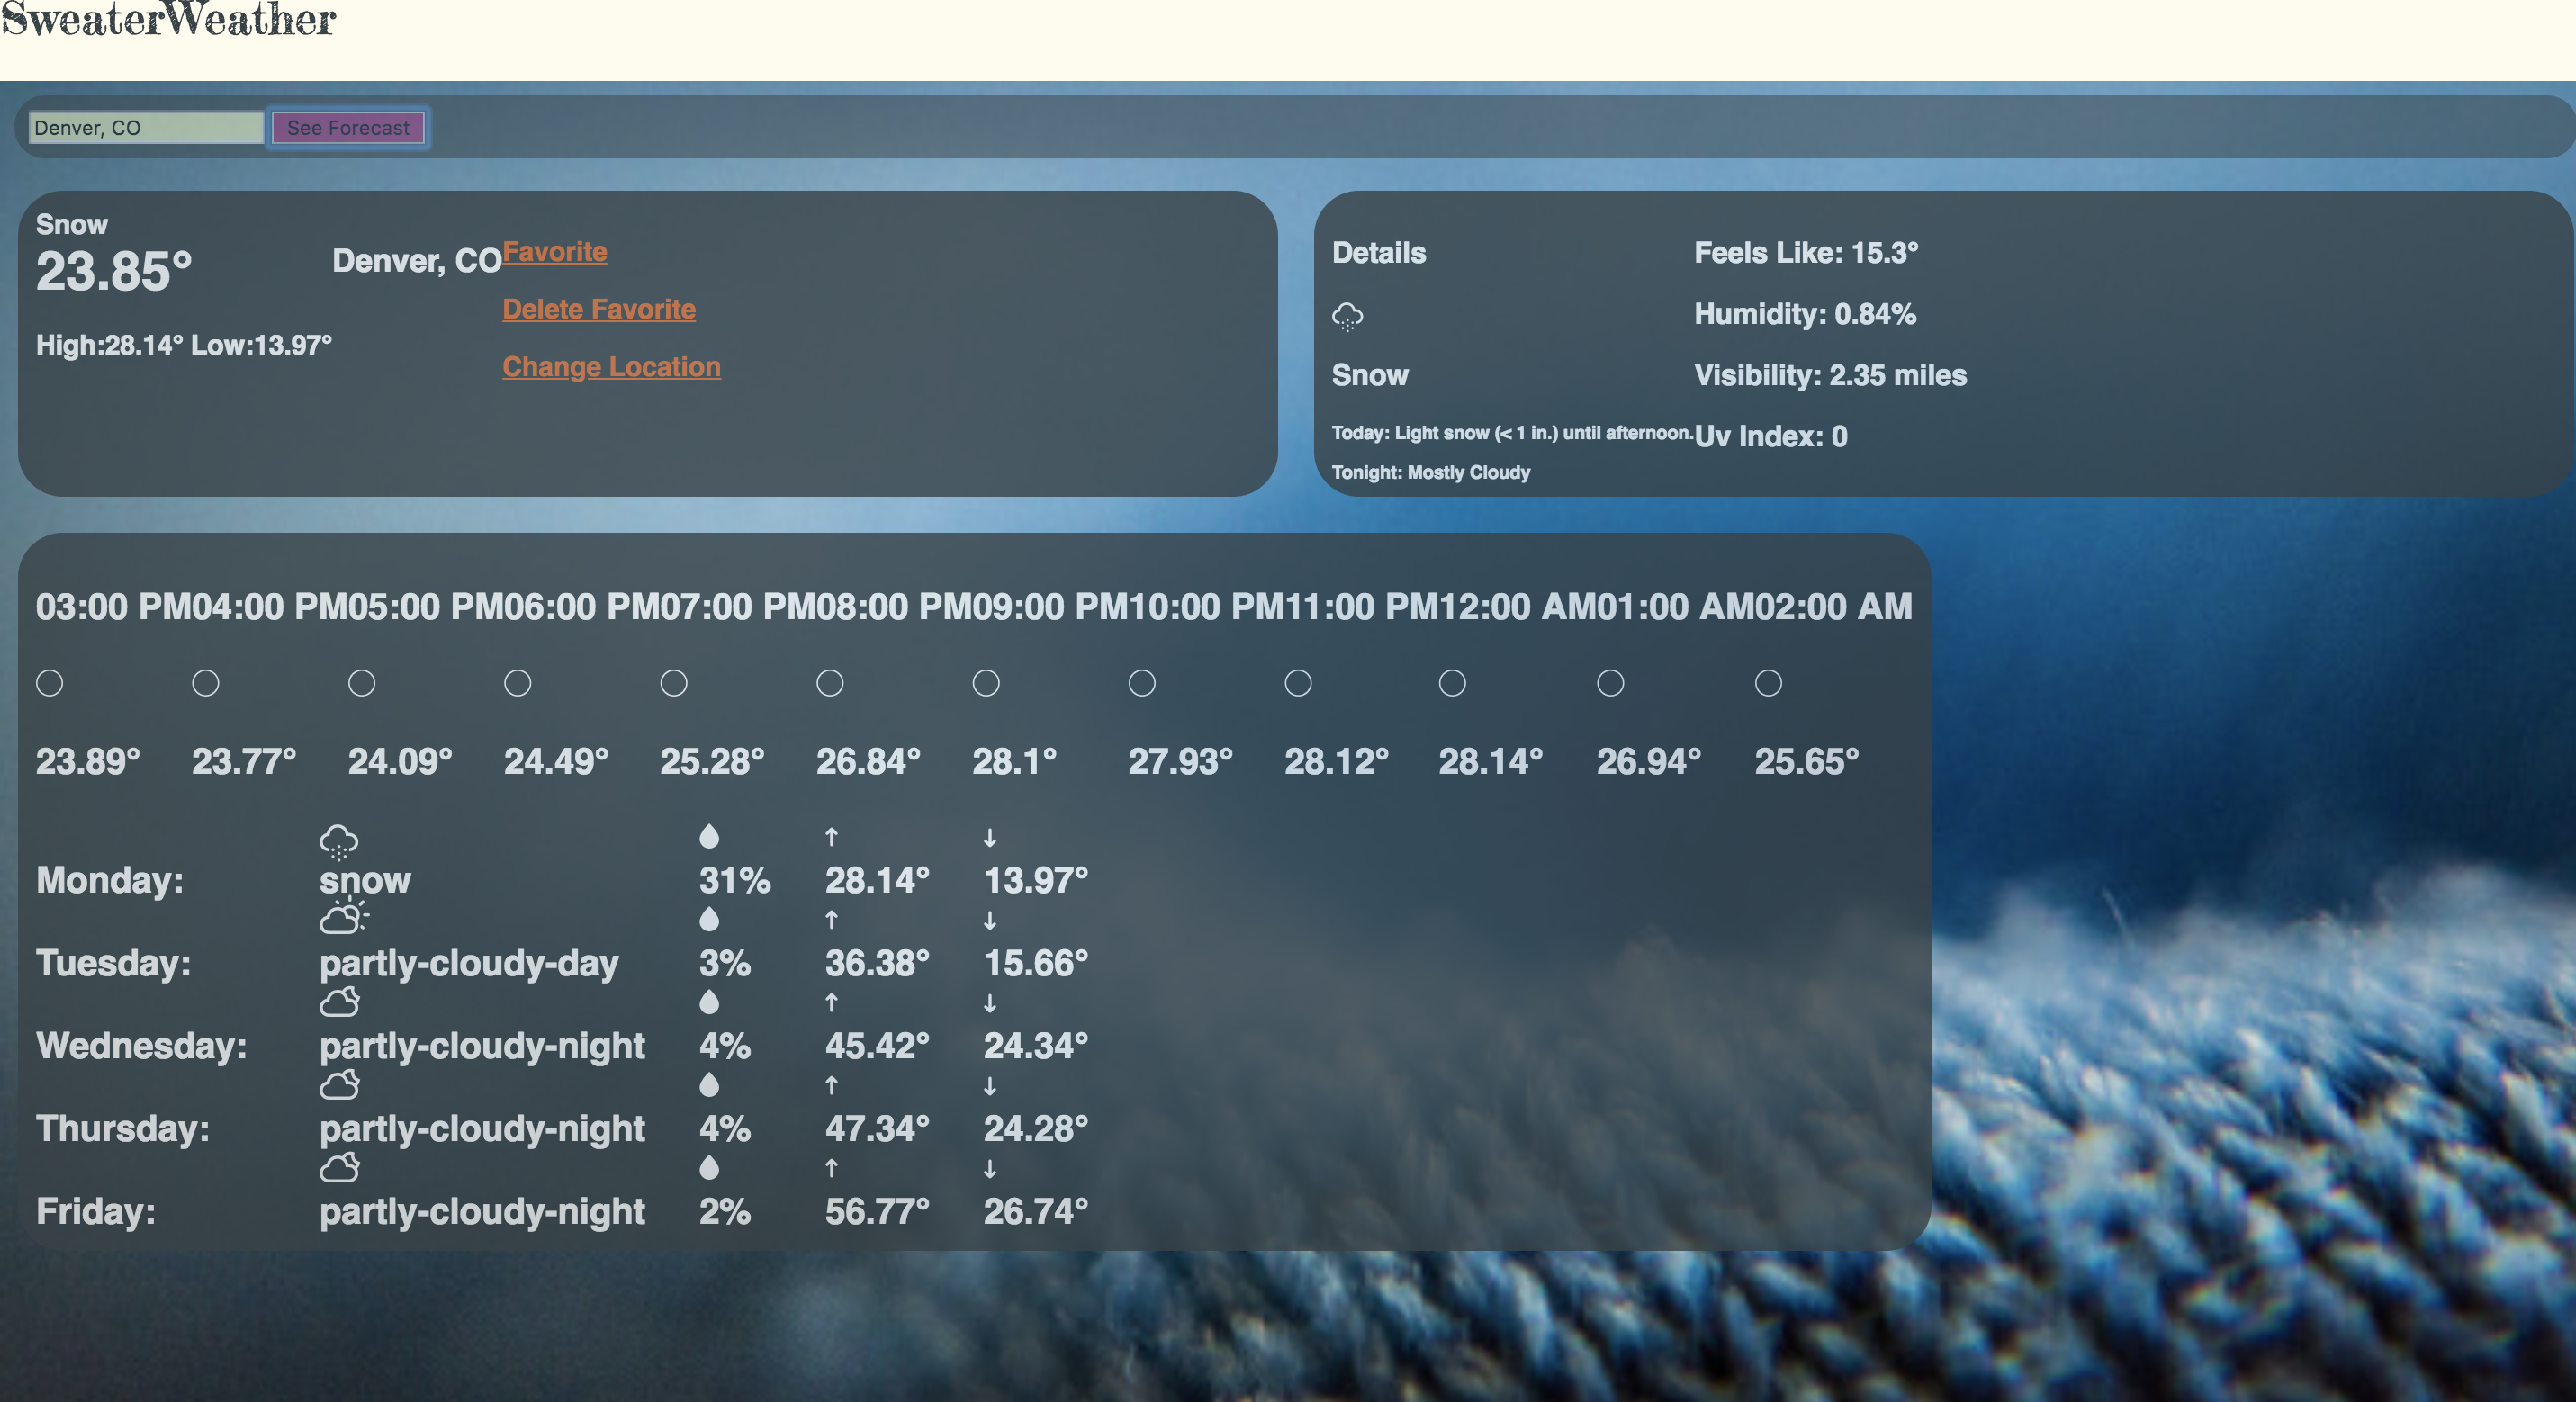 SweaterWeather
Denver, CO See Forecast
Snow
23.85°
High:28.14° Low:13.97°
Denver, CO
Favorite
Delete Favorite
Change Location
Details
Snow
Today: Light snow (< 1 in.) until afternoon.
Tonight: Mostly Cloudy
Feels Like: 15.3°
Humidity: 0.84%
Visibility: 2.35 miles
Uv Index: 0
03:00 PM04:00 PM05:00 PM06:00 PM07:00 PM08:00 PM09:00 PM10:00 PM11:00 PM12:00 AM01:00 AM02:00 AM
23.89° 23.77° 24.09° 24.49° 25.28° 26.84° 28.1° 27.93° 28.12° 28.14° 26.94° 25.65°
↑ ↓
Monday: snow 31% 28.14° 13.97°
↑ ↓
Tuesday: partly-cloudy-day 3% 36.38° 15.66°
↑ ↓
Wednesday: partly-cloudy-night 4% 45.42° 24.34°
↑ ↓
Thursday: partly-cloudy-night 4% 47.34° 24.28°
↑ ↓
Friday: partly-cloudy-night 2% 56.77° 26.74°